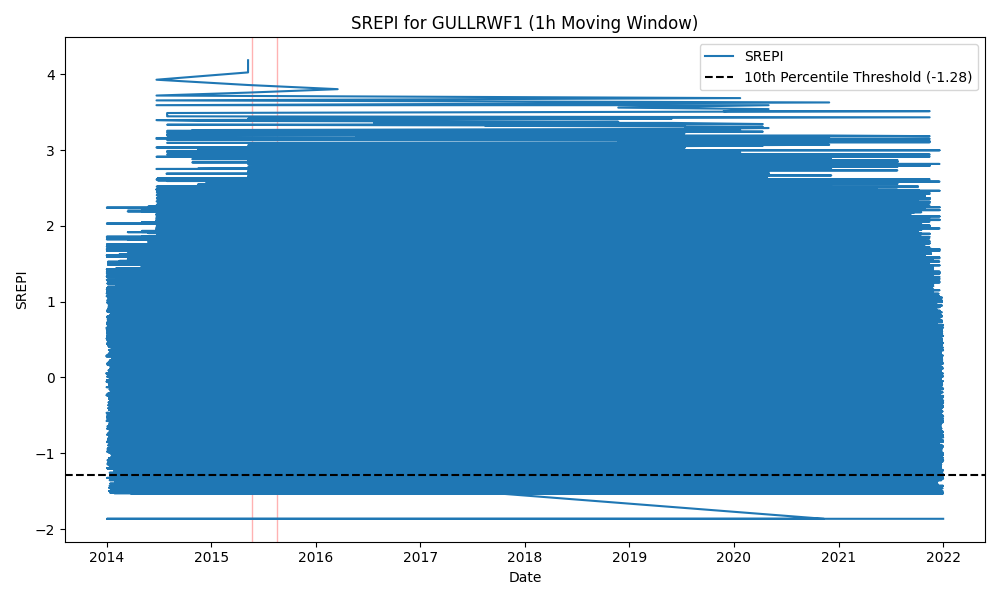 SREPI for GULLRWF1 (1h Moving Window)
SREPI
10th Percentile Threshold (-1.28)
SREPI
4
3
2
1
0
−1
−2
2014 2015 2016 2017 2018 2019 2020 2021 2022
Date